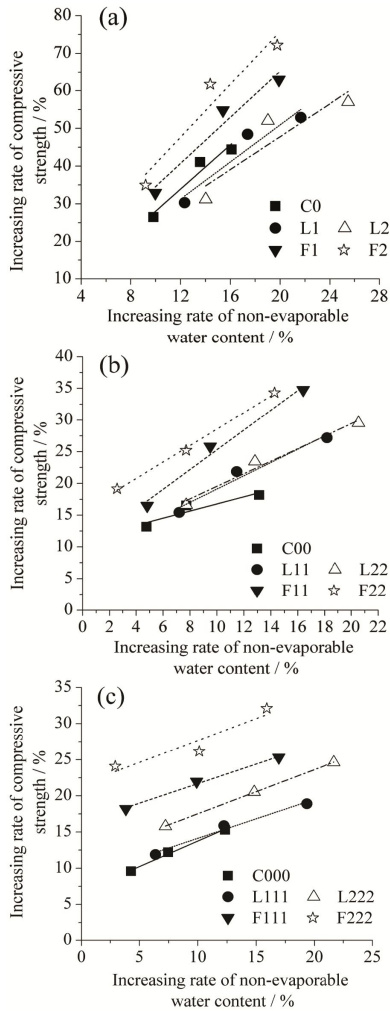 (a)
80
70
60
50
40
30
20
10
Increasing rate of compressive
strength / %
C0
L1 L2
F1 F2
4 8 12 16 20 24 28
Increasing rate of non-evaporable
water content / %
(b)
40
35
30
25
20
15
10
5
0
Increasing rate of compressive
strength / %
C00
L11 L22
F11 F22
0 2 4 6 8 10 12 14 16 18 20 22
Increasing rate of non-evaporable
water content / %
(c)
35
30
25
20
15
10
5
0
Increasing rate of compressive
strength / %
C000
L111 L222
F111 F222
0 5 10 15 20 25
Increasing rate of non-evaporable
water content / %